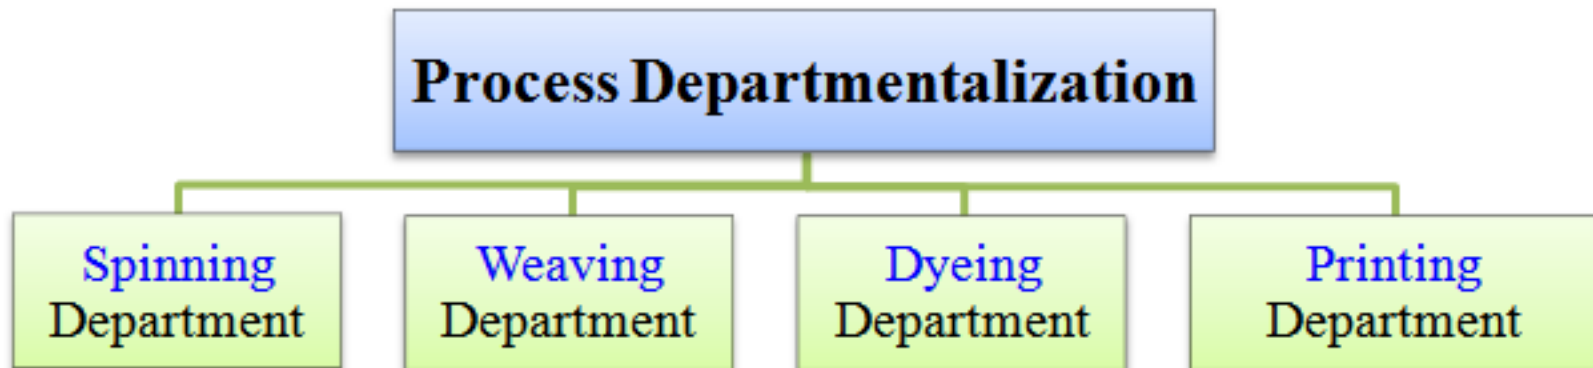 Process Departmentalization
Spinning
Department
Weaving
Department
Dyeing
Department
Printing
Department